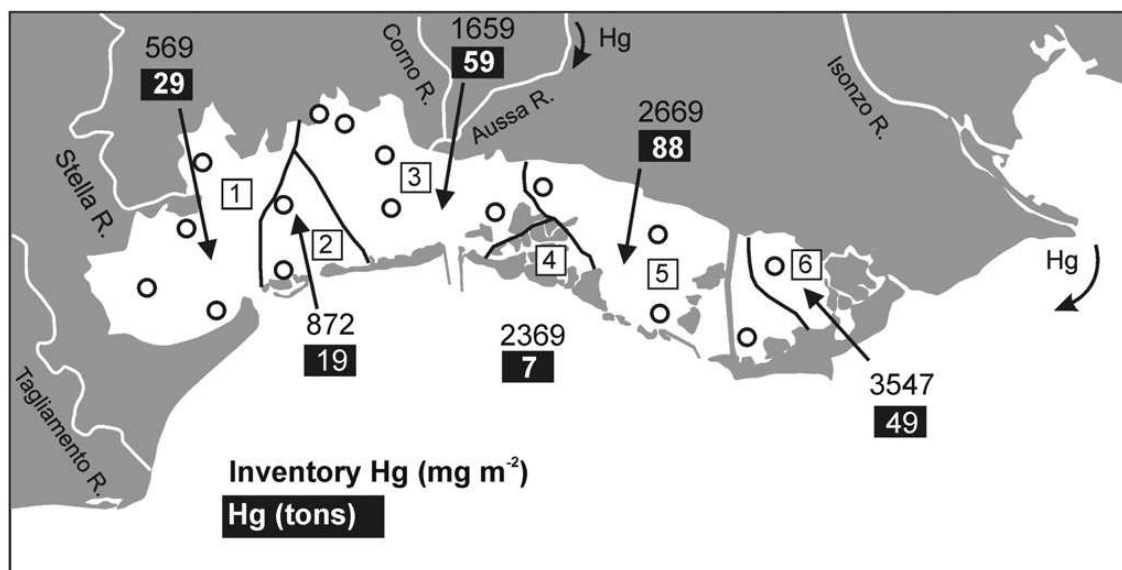 569
29
Corno R.
1659
59
Hg
Aussa R.
2669
88
Isonzo R.
Stella R.
1
3
2
4
5
6
Hg
872
19
2369
7
3547
49
Tagliamento R.
Inventory Hg (mg m⁻²)
Hg (tons)